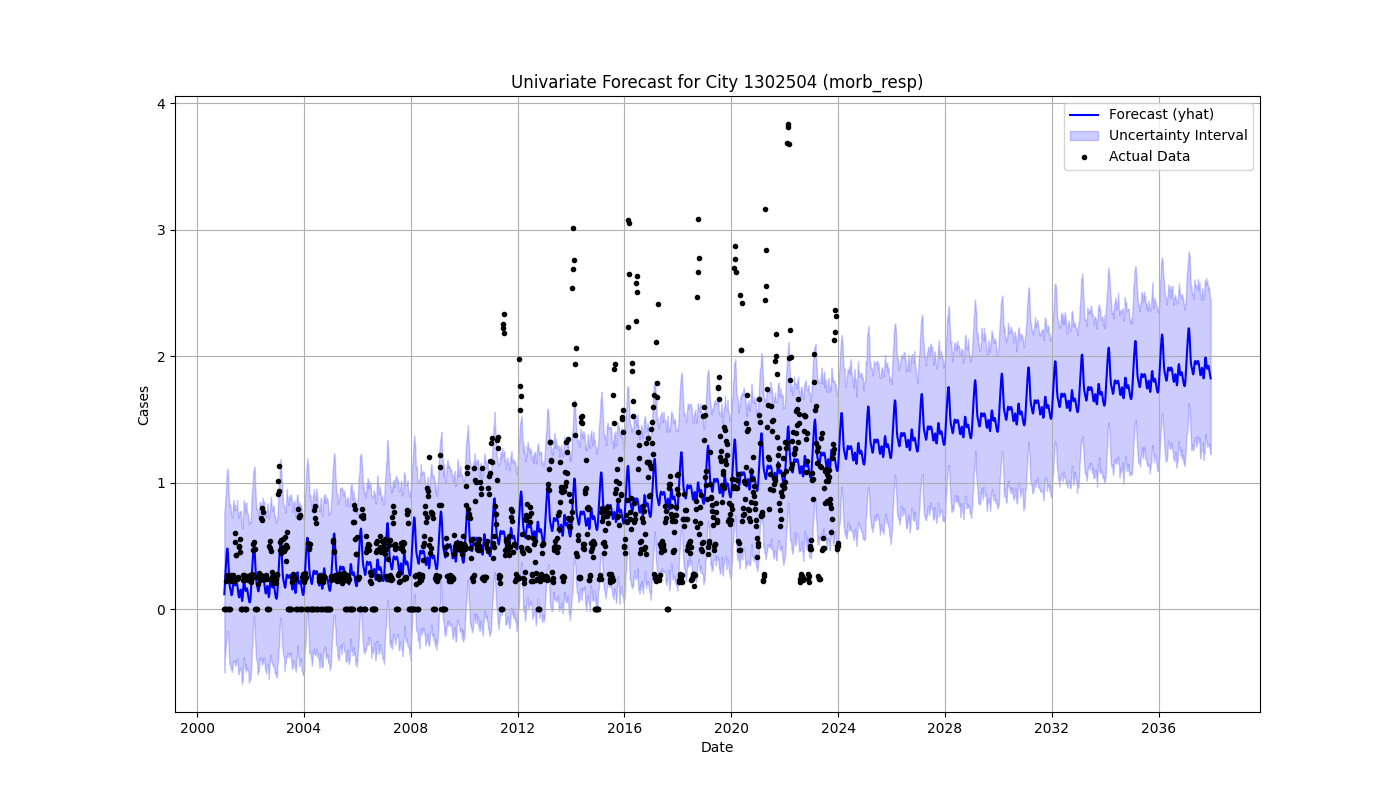 Univariate Forecast for City 1302504 (morb_resp)
Forecast (yhat)
Uncertainty Interval
Actual Data
Cases
4
3
2
1
0
2000 2004 2008 2012 2016 2020 2024 2028 2032 2036
Date